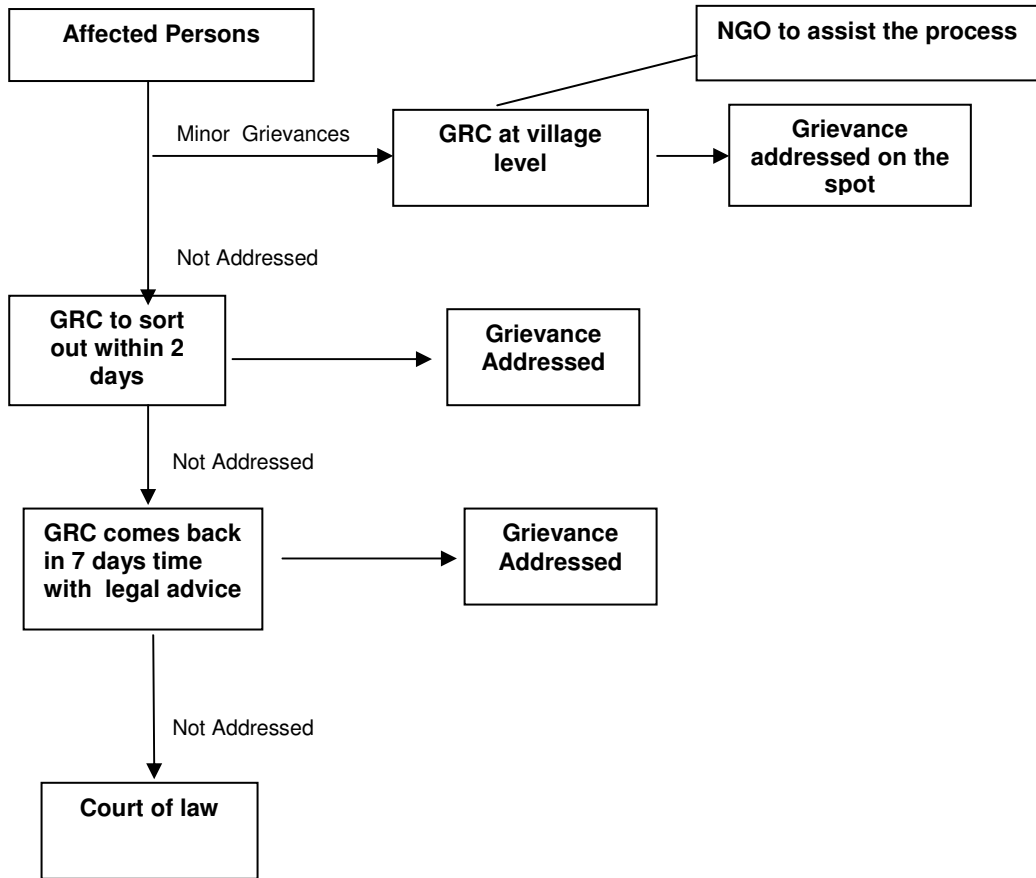 Affected Persons
NGO to assist the process
Minor Grievances
GRC at village
level
Grievance
addressed on the
spot
Not Addressed
GRC to sort
out within 2
days
Grievance
Addressed
Not Addressed
GRC comes back
in 7 days time
with legal advice
Grievance
Addressed
Not Addressed
Court of law